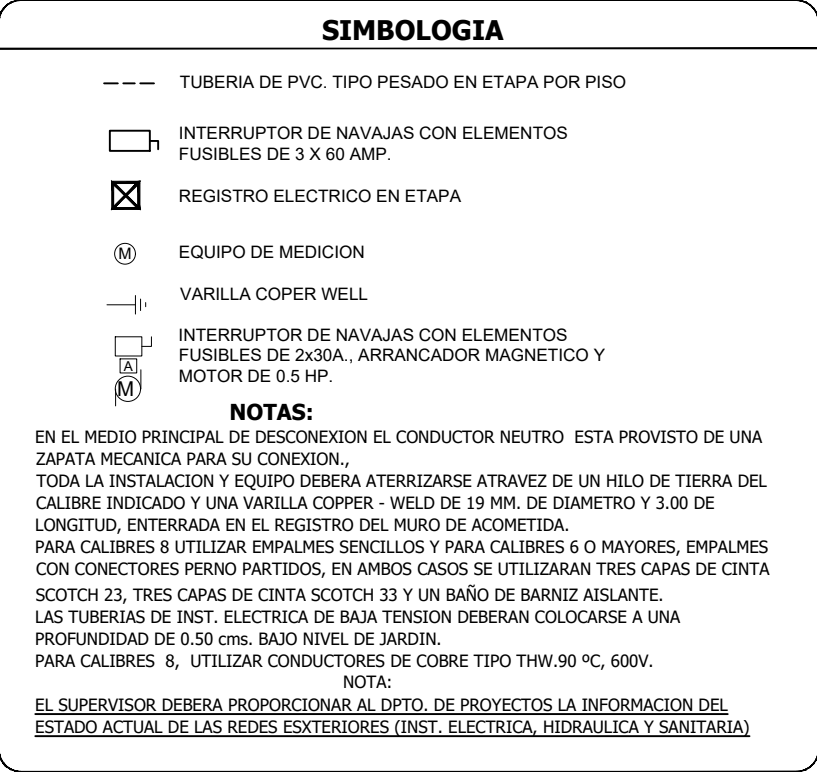 SIMBOLOGIA
TUBERIA DE PVC. TIPO PESADO EN ETAPA POR PISO
INTERRUPTOR DE NAVAJAS CON ELEMENTOS
FUSIBLES DE 3 X 60 AMP.
REGISTRO ELECTRICO EN ETAPA
M EQUIPO DE MEDICION
VARILLA COPER WELL
INTERRUPTOR DE NAVAJAS CON ELEMENTOS
FUSIBLES DE 2x30A., ARRANCADOR MAGNETICO Y
A
MOTOR DE 0.5 HP.
M
NOTAS:
EN EL MEDIO PRINCIPAL DE DESCONEXION EL CONDUCTOR NEUTRO ESTA PROVISTO DE UNA
ZAPATA MECANICA PARA SU CONEXION.,
TODA LA INSTALACION Y EQUIPO DEBERA ATERRIZARSE ATRAVEZ DE UN HILO DE TIERRA DEL
CALIBRE INDICADO Y UNA VARILLA COPPER - WELD DE 19 MM. DE DIAMETRO Y 3.00 DE
LONGITUD, ENTERRADA EN EL REGISTRO DEL MURO DE ACOMETIDA.
PARA CALIBRES 8 UTILIZAR EMPALMES SENCILLOS Y PARA CALIBRES 6 O MAYORES, EMPALMES
CON CONECTORES PERNO PARTIDOS, EN AMBOS CASOS SE UTILIZARAN TRES CAPAS DE CINTA
SCOTCH 23, TRES CAPAS DE CINTA SCOTCH 33 Y UN BAÑO DE BARNIZ AISLANTE.
LAS TUBERIAS DE INST. ELECTRICA DE BAJA TENSION DEBERAN COLOCARSE A UNA
PROFUNDIDAD DE 0.50 cms. BAJO NIVEL DE JARDIN.
PARA CALIBRES 8, UTILIZAR CONDUCTORES DE COBRE TIPO THW.90 ºC, 600V.
NOTA:
EL SUPERVISOR DEBERA PROPORCIONAR AL DPTO. DE PROYECTOS LA INFORMACION DEL
ESTADO ACTUAL DE LAS REDES ESXTERIORES (INST. ELECTRICA, HIDRAULICA Y SANITARIA)